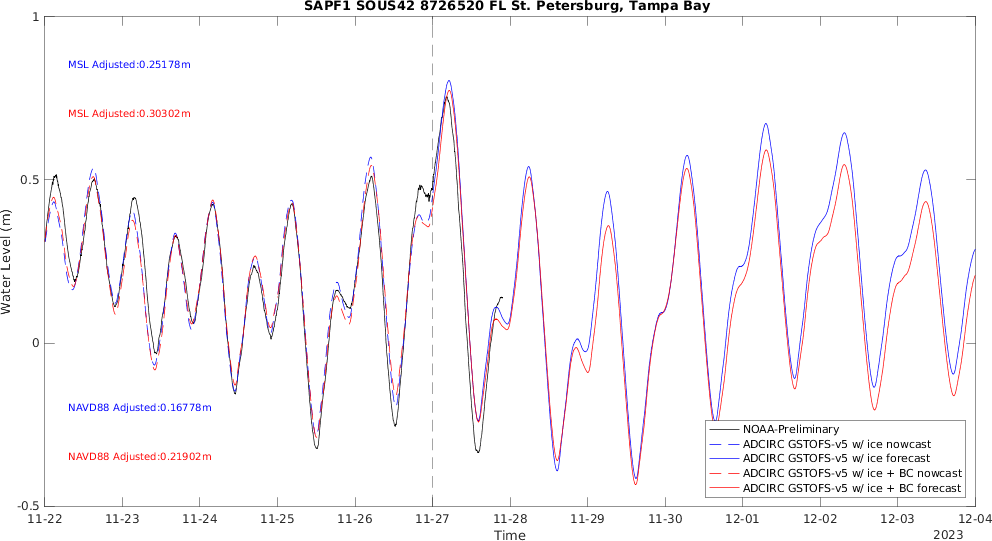 SAPF1 SOUS42 8726520 FL St. Petersburg, Tampa Bay
1
MSL Adjusted:0.25178m
MSL Adjusted:0.30302m
0.5
Water Level (m)
0
NAVD88 Adjusted:0.16778m
NAVD88 Adjusted:0.21902m
NOAA-Preliminary
ADCIRC GSTOFS-v5 w/ ice nowcast
ADCIRC GSTOFS-v5 w/ ice forecast
ADCIRC GSTOFS-v5 w/ ice + BC nowcast
ADCIRC GSTOFS-v5 w/ ice + BC forecast
-0.5
11-22 11-23 11-24 11-25 11-26 11-27 11-28 11-29 11-30 12-01 12-02 12-03 12-04
Time
2023